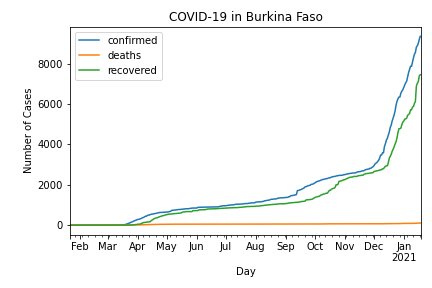 COVID-19 in Burkina Faso
confirmed
deaths
recovered
Number of Cases
8000
6000
4000
2000
0
Feb Mar Apr May Jun Jul Aug Sep Oct Nov Dec Jan
2021
Day